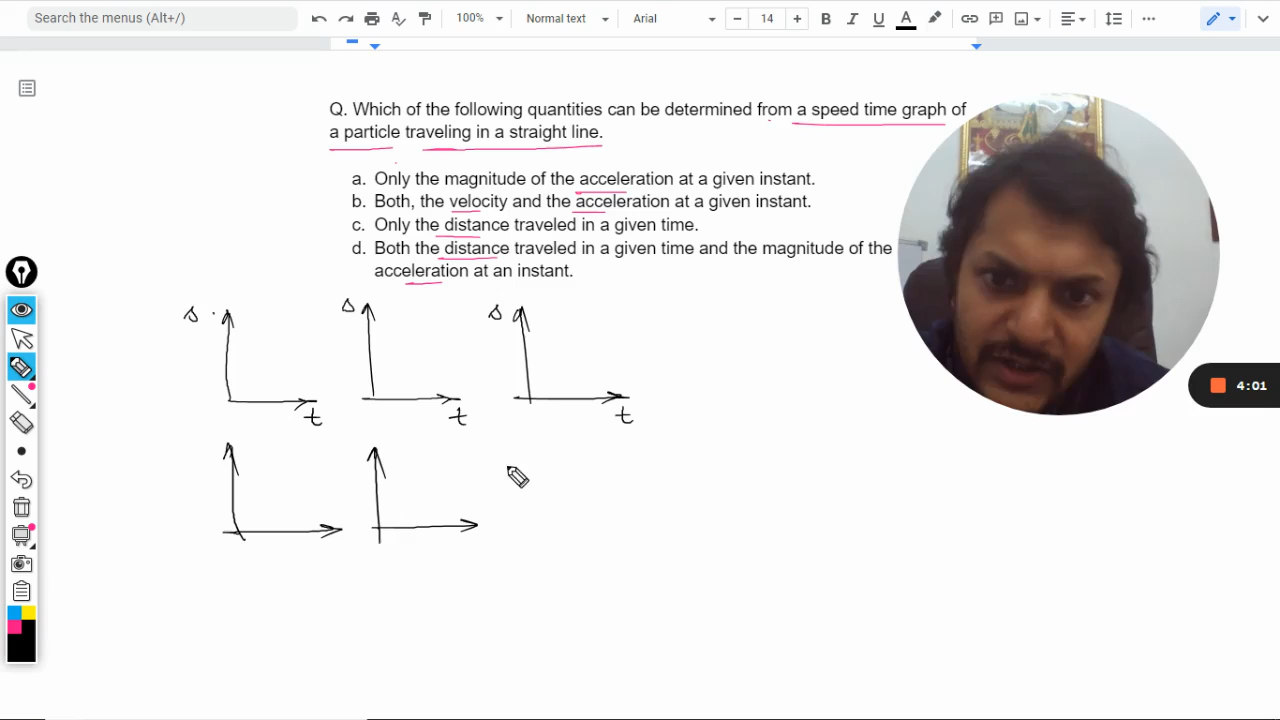 Search the menus (Alt+/)
100%
Normal text
Arial
14
B I U A
Q. Which of the following quantities can be determined from a speed time graph of
a particle traveling in a straight line.
a. Only the magnitude of the acceleration at a given instant.
b. Both, the velocity and the acceleration at a given instant.
c. Only the distance traveled in a given time.
d. Both the distance traveled in a given time and the magnitude of the
acceleration at an instant.
s s s
t t t
4:01